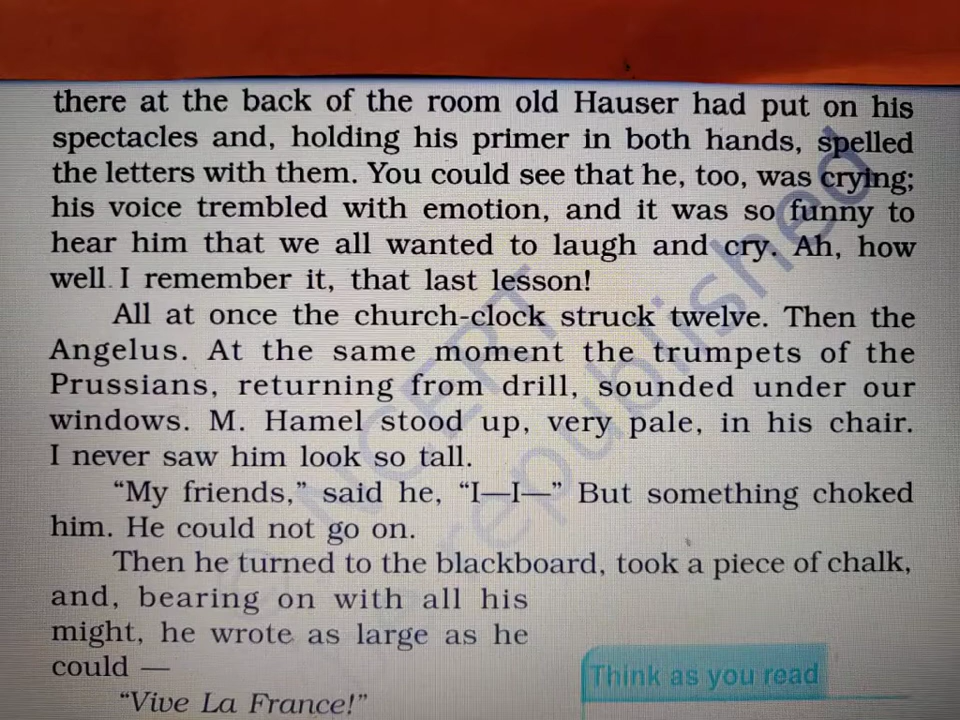 there at the back of the room old Hauser had put on his
spectacles and, holding his primer in both hands, spelled
the letters with them. You could see that he, too, was crying;
his voice trembled with emotion, and it was so funny to
hear him that we all wanted to laugh and cry. Ah, how
well I remember it, that last lesson!
All at once the church-clock struck twelve. Then the
Angelus. At the same moment the trumpets of the
Prussians, returning from drill, sounded under our
windows. M. Hamel stood up, very pale, in his chair.
I never saw him look so tall.
“My friends,” said he, “I—I—” But something choked
him. He could not go on.
Then he turned to the blackboard, took a piece of chalk,
and, bearing on with all his
might, he wrote as large as he
could —
“Vive La France!”
Think as you read
© NCERT
republished